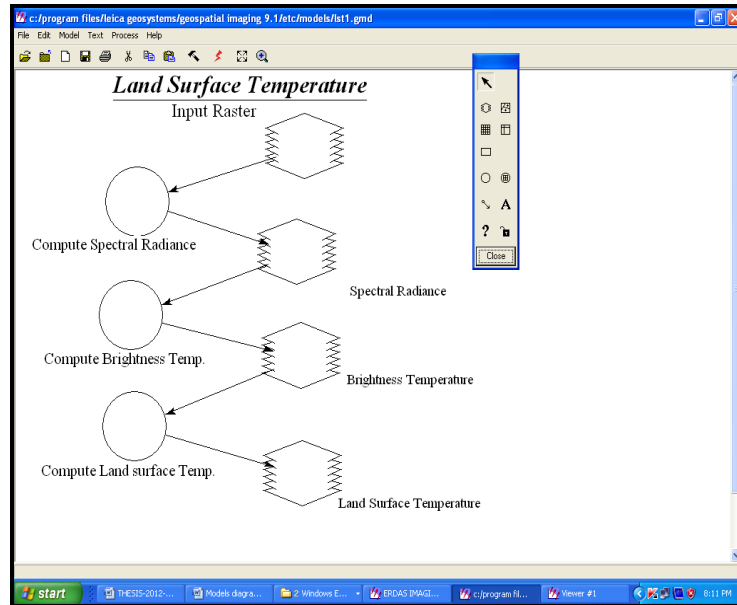 c:/program files/leica geosystems/geospatial imaging 9.1/etc/models/lst1.gmd
File Edit Model Text Process Help
Land Surface Temperature
Input Raster
Compute Spectral Radiance
Spectral Radiance
Compute Brightness Temp.
Brightness Temperature
Compute Land surface Temp.
Land Surface Temperature
A
?
Close
start
THESIS-2012-...
Models diagra...
2 Windows E...
ERDAS IMAGI...
c:/program fil...
Viewer #1
8:11 PM